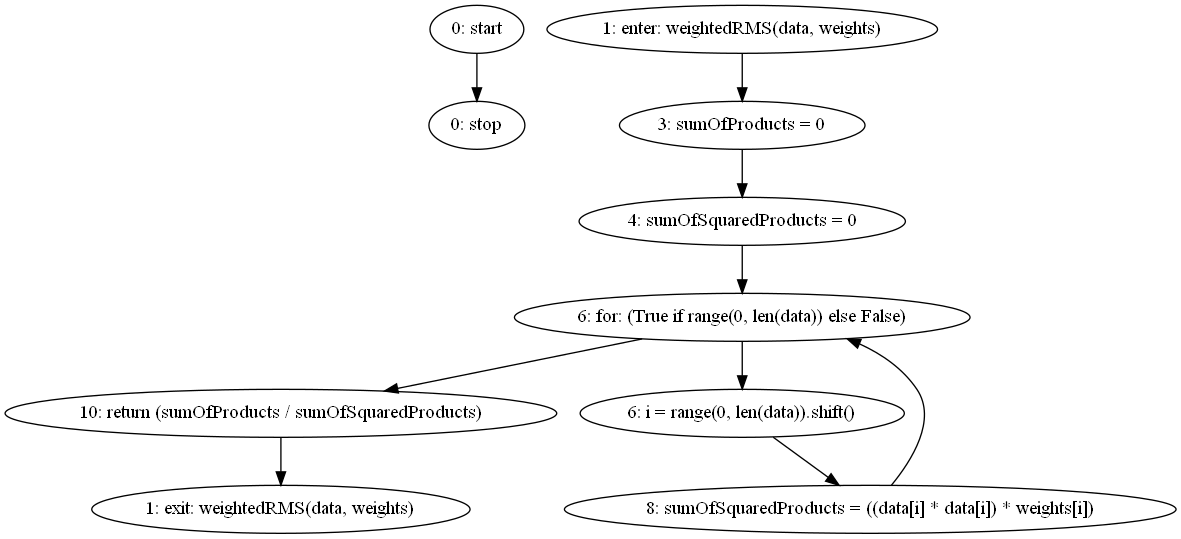 0: start
1: enter: weightedRMS(data, weights)
0: stop
3: sumOfProducts = 0
4: sumOfSquaredProducts = 0
6: for: (True if range(0, len(data)) else False)
10: return (sumOfProducts / sumOfSquaredProducts)
6: i = range(0, len(data)).shift()
1: exit: weightedRMS(data, weights)
8: sumOfSquaredProducts = ((data[i] * data[i]) * weights[i])